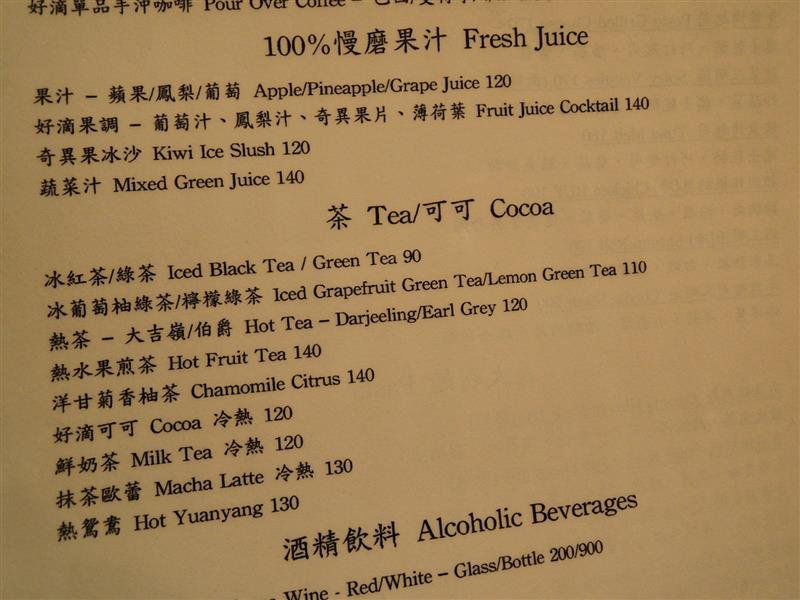 好滴單品手沖咖啡 Pour Over Coffee –
100%慢磨果汁 Fresh Juice
果汁 – 蘋果/鳳梨/葡萄 Apple/Pineapple/Grape Juice 120
好滴果調 – 葡萄汁、鳳梨汁、奇異果片、薄荷葉 Fruit Juice Cocktail 140
奇異果冰沙 Kiwi Ice Slush 120
蔬菜汁 Mixed Green Juice 140
茶 Tea/可可 Cocoa
冰紅茶/綠茶 Iced Black Tea / Green Tea 90
冰葡萄柚綠茶/檸檬綠茶 Iced Grapefruit Green Tea/Lemon Green Tea 110
熱茶 – 大吉嶺/伯爵 Hot Tea – Darjeeling/Earl Grey 120
熱水果煎茶 Hot Fruit Tea 140
洋甘菊香柚茶 Chamomile Citrus 140
好滴可可 Cocoa 冷熱 120
鮮奶茶 Milk Tea 冷熱 120
抹茶歐蕾 Macha Latte 冷熱 130
熱鴛鴦 Hot Yuanyang 130
酒精飲料 Alcoholic Beverages
Wine - Red/White – Glass/Bottle 200/900